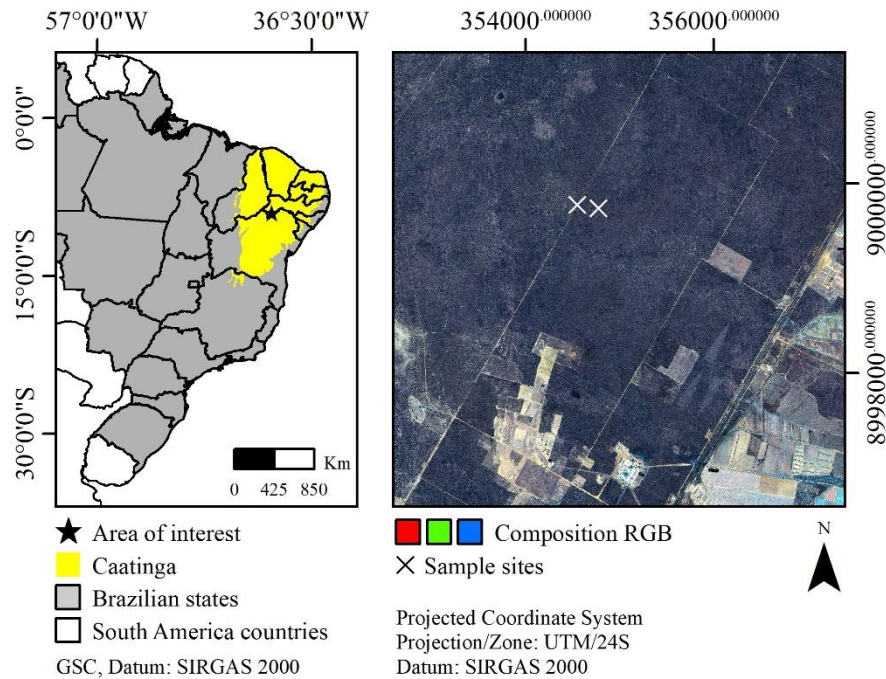 57°0'0"W 36°30'0"W
0°0'0"
15°0'0"S
30°0'0"S
Km
0 425 850
354000.000000 356000.000000
9000000.000000
8998000.000000
Area of interest
Caatinga
Brazilian states
South America countries
GSC, Datum: SIRGAS 2000
Composition RGB
Sample sites
N
Projected Coordinate System
Projection/Zone: UTM/24S
Datum: SIRGAS 2000